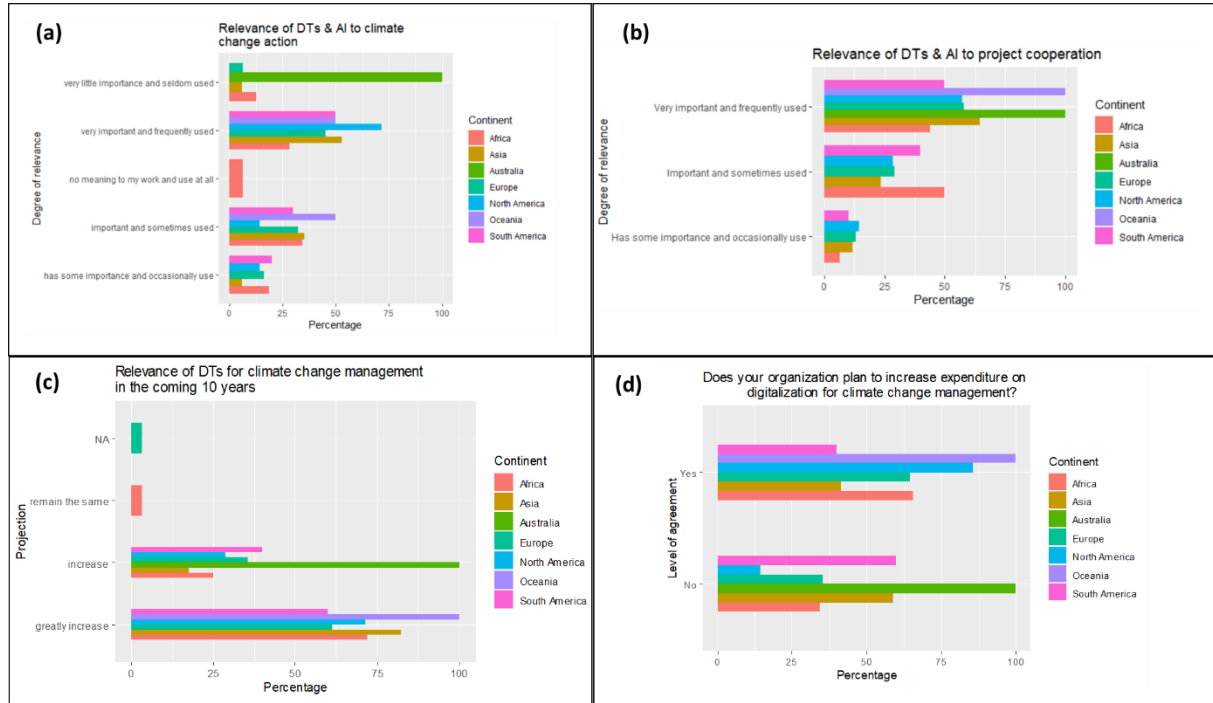 (a)
Relevance of DTs & AI to climate
change action
Degree of relevance
very little importance and seldom used
very important and frequently used
no meaning to my work and use at all
important and sometimes used
has some importance and occasionally use
0 25 50 75 100
Percentage
Continent
Africa
Asia
Australia
Europe
North America
Oceania
South America
(b)
Relevance of DTs & AI to project cooperation
Degree of relevance
Very important and frequently used
Important and sometimes used
Has some importance and occasionally use
0 25 50 75 100
Percentage
Continent
Africa
Asia
Australia
Europe
North America
Oceania
South America
(c)
Relevance of DTs for climate change management
in the coming 10 years
Projection
NA
remain the same
increase
greatly increase
0 25 50 75 100
Percentage
Continent
Africa
Asia
Australia
Europe
North America
Oceania
South America
(d)
Does your organization plan to increase expenditure on
digitalization for climate change management?
Level of agreement
Yes
No
0 25 50 75 100
Percentage
Continent
Africa
Asia
Australia
Europe
North America
Oceania
South America